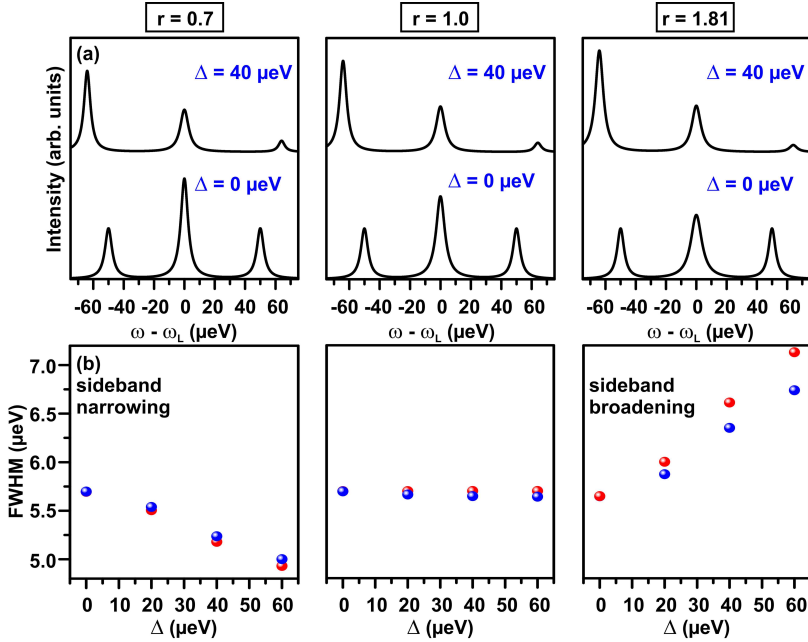 r = 0.7
r = 1.0
r = 1.81
(a)
Δ = 40 µeV
Δ = 40 µeV
Δ = 40 µeV
Δ = 0 µeV
Δ = 0 µeV
Δ = 0 µeV
Intensity (arb. units)
-60 -40 -20 0 20 40 60
-60 -40 -20 0 20 40 60
-60 -40 -20 0 20 40 60
ω - ωL (µeV)
ω - ωL (µeV)
ω - ωL (µeV)
(b)
sideband
narrowing
sideband
broadening
FWHM (µeV)
7.0
6.5
6.0
5.5
5.0
0 10 20 30 40 50 60
0 10 20 30 40 50 60
0 10 20 30 40 50 60
Δ (µeV)
Δ (µeV)
Δ (µeV)